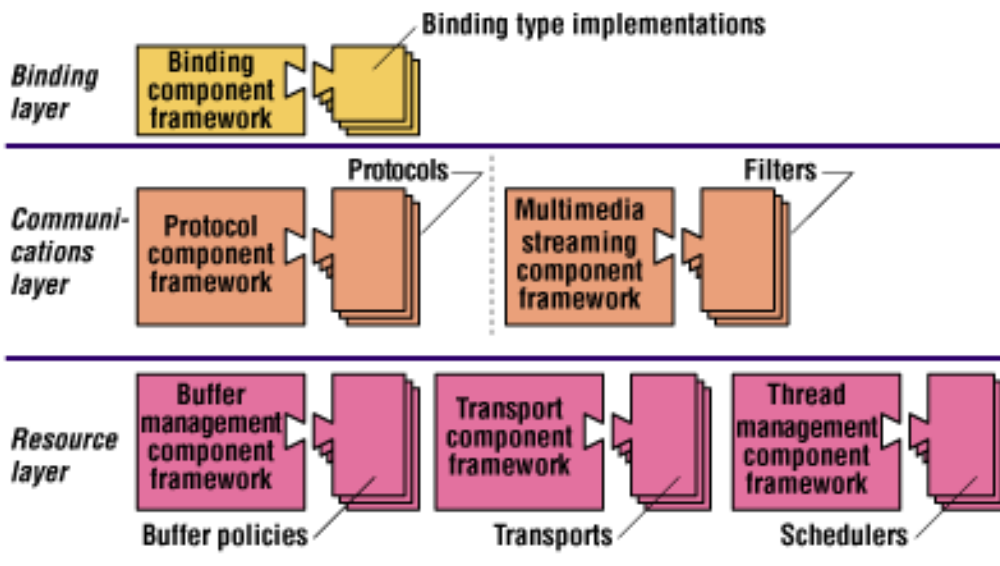 Binding type implementations
Binding
layer
Binding
component
framework
Protocols
Filters
Communi-
cations
layer
Protocol
component
framework
Multimedia
streaming
component
framework
Resource
layer
Buffer
management
component
framework
Transport
component
framework
Thread
management
component
framework
Buffer policies
Transports
Schedulers